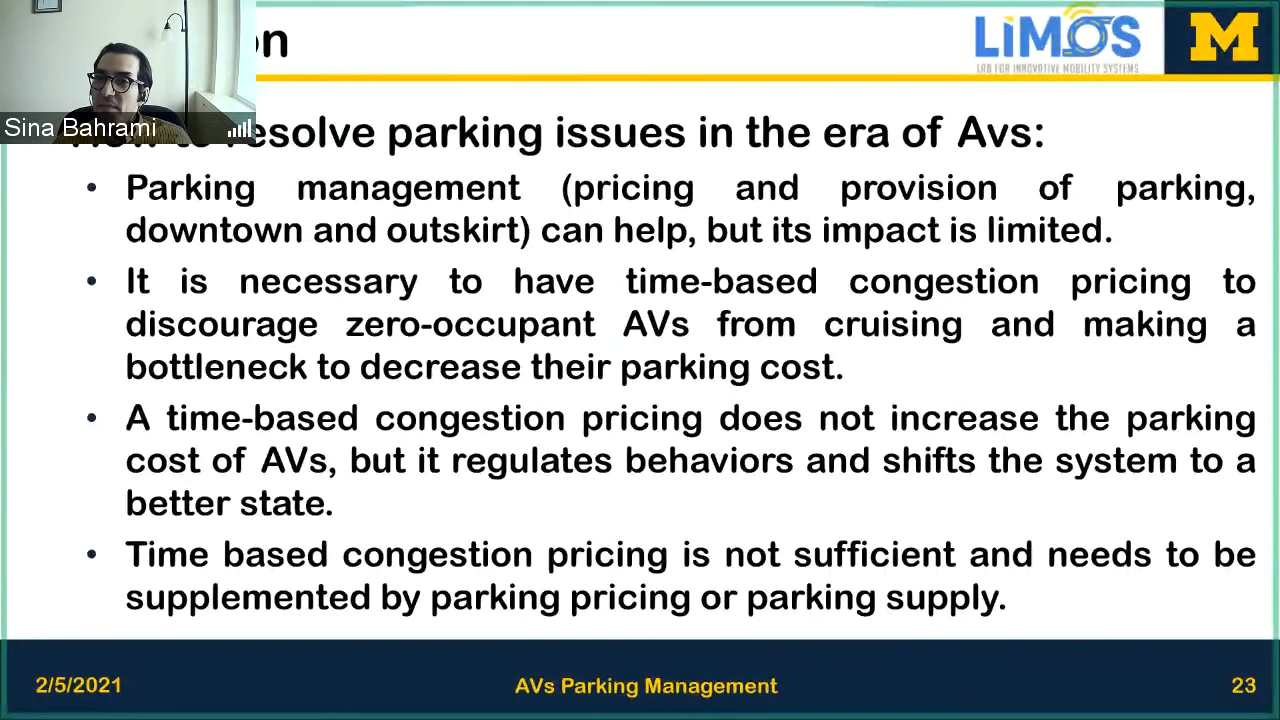 on
LiMOS
LAB FOR INNOVATIVE MOBILITY SYSTEMS
M
Sina Bahrami
resolve parking issues in the era of Avs:
• Parking management (pricing and provision of parking,
downtown and outskirt) can help, but its impact is limited.
• It is necessary to have time-based congestion pricing to
discourage zero-occupant AVs from cruising and making a
bottleneck to decrease their parking cost.
• A time-based congestion pricing does not increase the parking
cost of AVs, but it regulates behaviors and shifts the system to a
better state.
• Time based congestion pricing is not sufficient and needs to be
supplemented by parking pricing or parking supply.
2/5/2021
AVs Parking Management
23